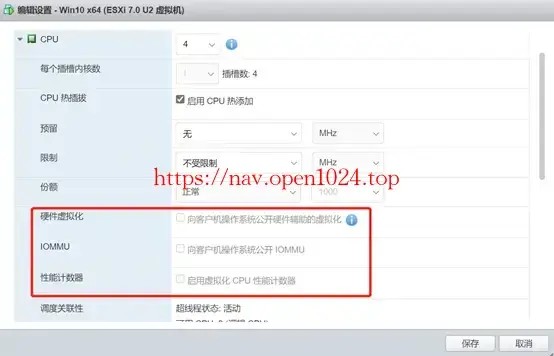 编辑设置 - Win10 x64 (ESXi 7.0 U2 虚拟机)
CPU 4
每个插槽内核数 1 插槽数: 4
CPU 热插拔 启用 CPU 热添加
预留 无 MHz
限制 不受限制 MHz
https://nav.open1024.top
份额 正常 1000
硬件虚拟化 向客户机操作系统公开硬件辅助的虚拟化
IOMMU 向客户机操作系统公开 IOMMU
性能计数器 启用虚拟化 CPU 性能计数器
调度关联性 超线程状态: 活动
保存 取消